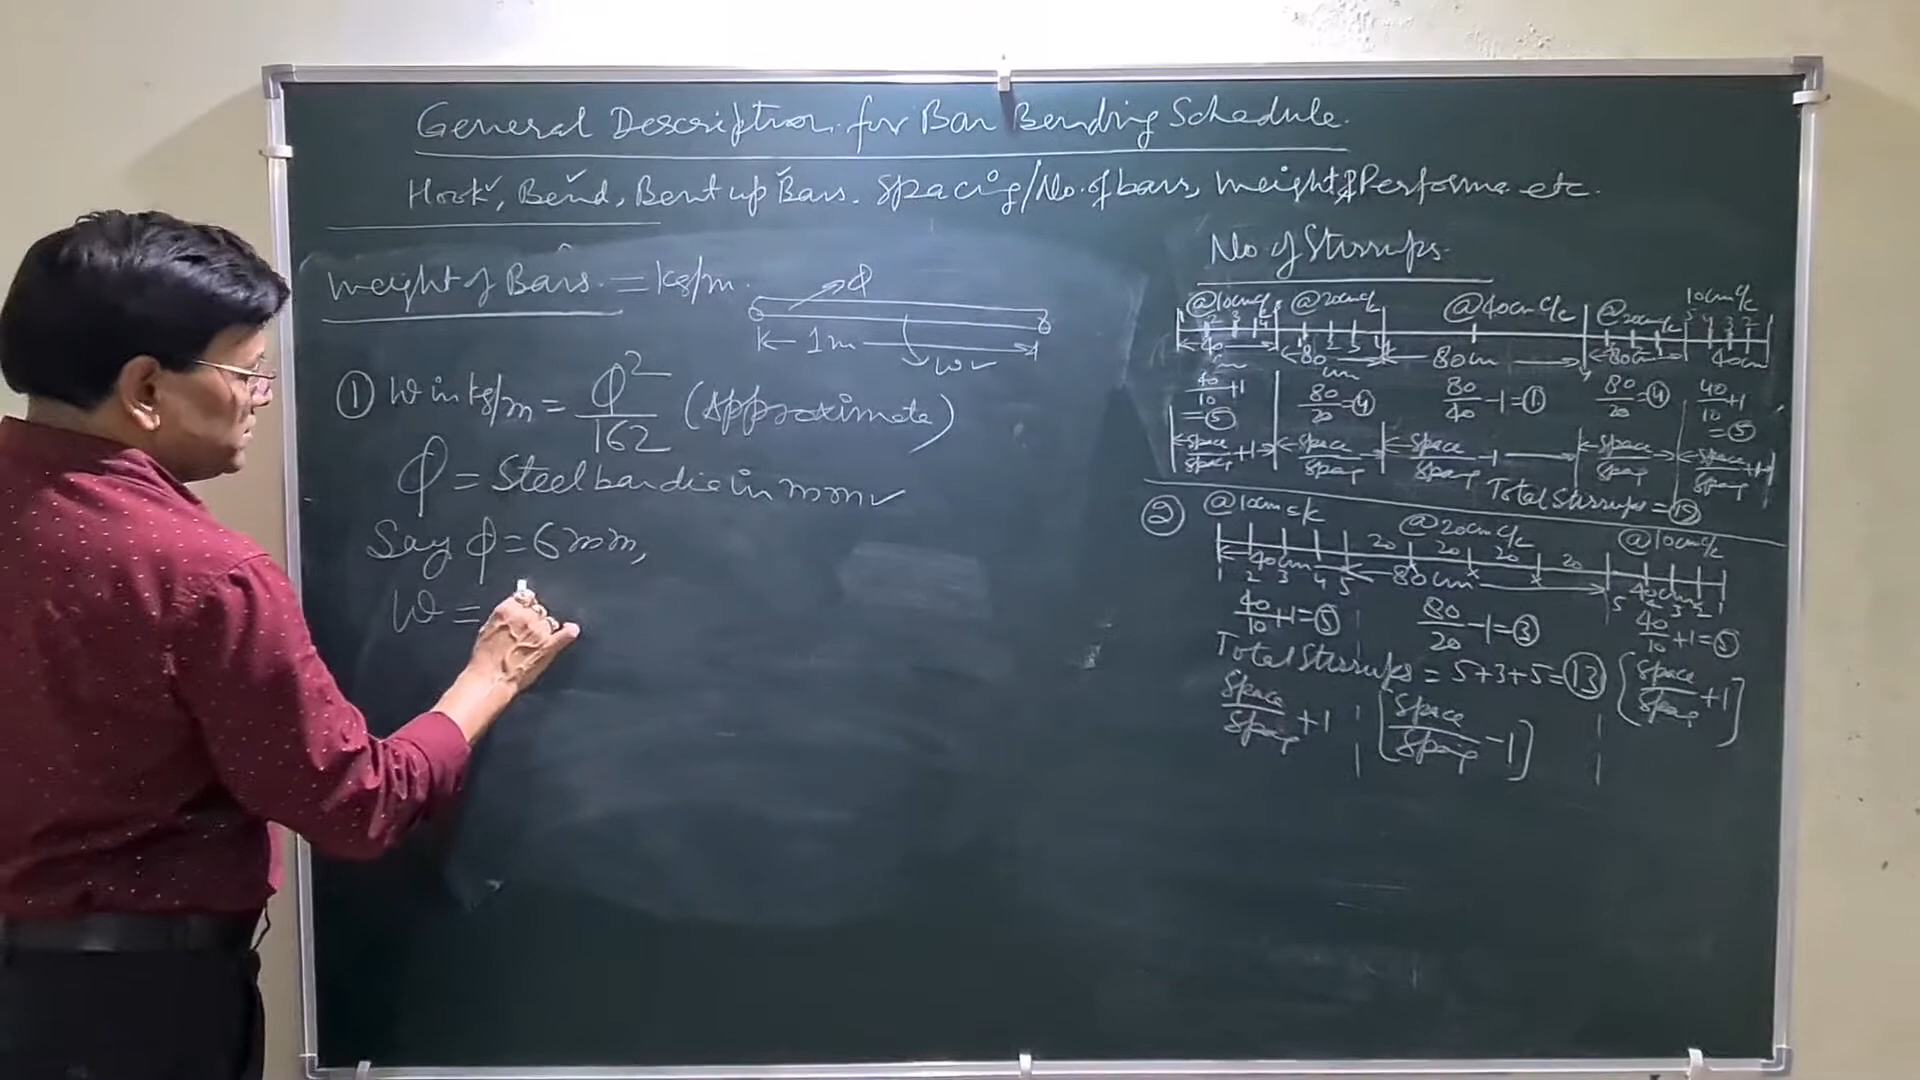 General Description for Bar Bending Schedule.
Hook, Bend, Bent up Bars. Spacing/No. of bars, Weight & Performa etc.
Weight of Bars = kg/m.
Φ
1m
① W in kg/m = Φ²/162 (Approximate)
Φ = Steel bar dia in mm
Say Φ = 6mm,
W =
No. of Stirrups
@10cm c/c @20cm c/c @40cm c/c @20cm c/c 10cm c/c
40 80 80cm 80cm 40cm
40/10+1=⑤ 80/20=④ 80/40-1=① 80/20=④ 40/10+1=⑤
Space/Spacing+1 Space/Spacing Space/Spacing-1 Space/Spacing Space/Spacing+1
Total Stirrups =
② @10cm c/c @20cm c/c @10cm c/c
20 20 20 20
40cm 80cm 40cm
1 2 3 4 5 5 4 3 2 1
40/10+1=⑤ 80/20-1=③ 40/10+1=⑤
Total Stirrups = 5+3+5=⑬
Space/Spacing+1 [Space/Spacing-1] [Space/Spacing+1]